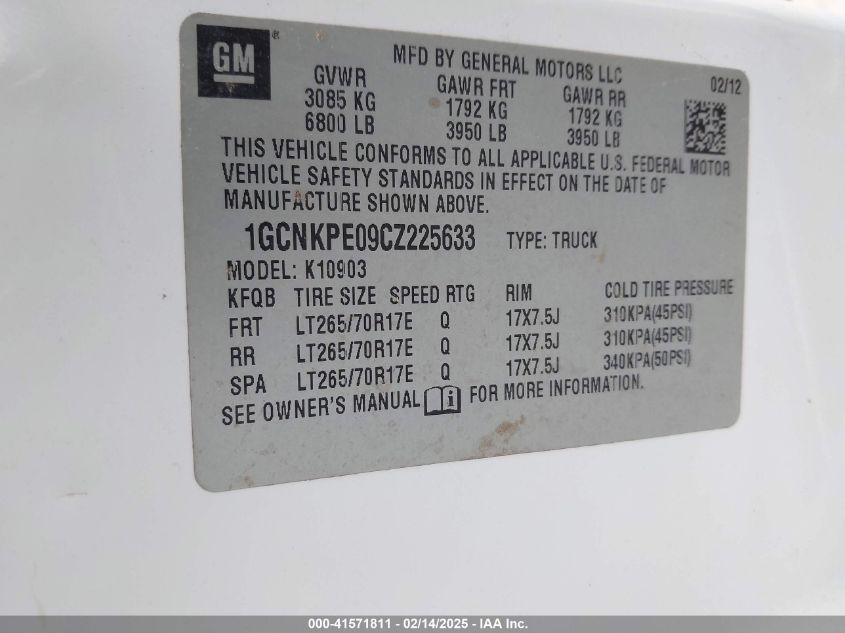 GM®
MFD BY GENERAL MOTORS LLC
GVWR GAWR FRT GAWR RR 02/12
3085 KG 1792 KG 1792 KG
6800 LB 3950 LB 3950 LB
THIS VEHICLE CONFORMS TO ALL APPLICABLE U.S. FEDERAL MOTOR
VEHICLE SAFETY STANDARDS IN EFFECT ON THE DATE OF
MANUFACTURE SHOWN ABOVE.
1GCNKPE09CZ225633 TYPE: TRUCK
MODEL: K10903
KFQB TIRE SIZE SPEED RTG RIM COLD TIRE PRESSURE
FRT LT265/70R17E Q 17X7.5J 310KPA(45PSI)
RR LT265/70R17E Q 17X7.5J 310KPA(45PSI)
SPA LT265/70R17E Q 17X7.5J 340KPA(50PSI)
SEE OWNER'S MANUAL i FOR MORE INFORMATION.
000-41571811 - 02/14/2025 - IAA Inc.